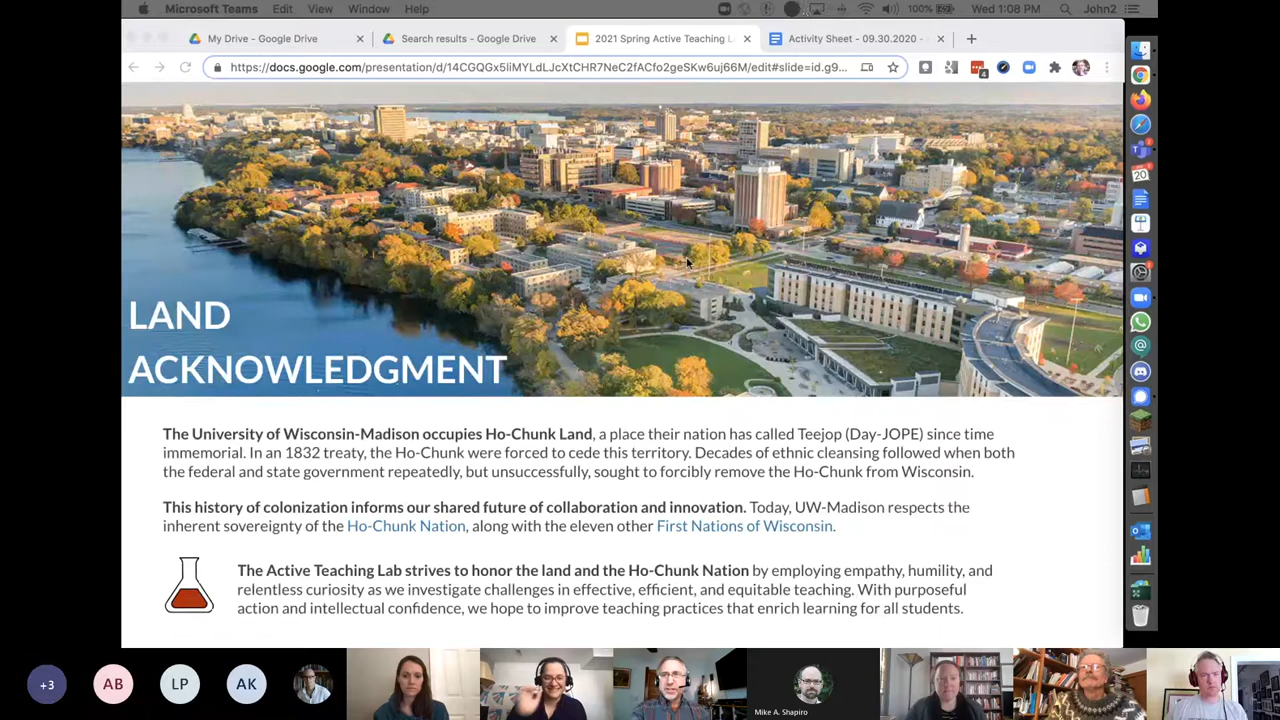 Microsoft Teams Edit View Window Help 100% Wed 1:08 PM John2
My Drive - Google Drive Search results - Google Drive 2021 Spring Active Teaching L Activity Sheet - 09.30.2020 -
https://docs.google.com/presentation/d/14CGQGx5liMYLdLJcXtCHR7NeC2fACfo2geSKw6uj66M/edit#slide=id.g9...
4
20
LAND
ACKNOWLEDGMENT
The University of Wisconsin-Madison occupies Ho-Chunk Land, a place their nation has called Teejop (Day-JOPE) since time
immemorial. In an 1832 treaty, the Ho-Chunk were forced to cede this territory. Decades of ethnic cleansing followed when both
the federal and state government repeatedly, but unsuccessfully, sought to forcibly remove the Ho-Chunk from Wisconsin.
This history of colonization informs our shared future of collaboration and innovation. Today, UW-Madison respects the
inherent sovereignty of the Ho-Chunk Nation, along with the eleven other First Nations of Wisconsin.
The Active Teaching Lab strives to honor the land and the Ho-Chunk Nation by employing empathy, humility, and
relentless curiosity as we investigate challenges in effective, efficient, and equitable teaching. With purposeful
action and intellectual confidence, we hope to improve teaching practices that enrich learning for all students.
+3 AB LP AK
Mike A. Shapiro